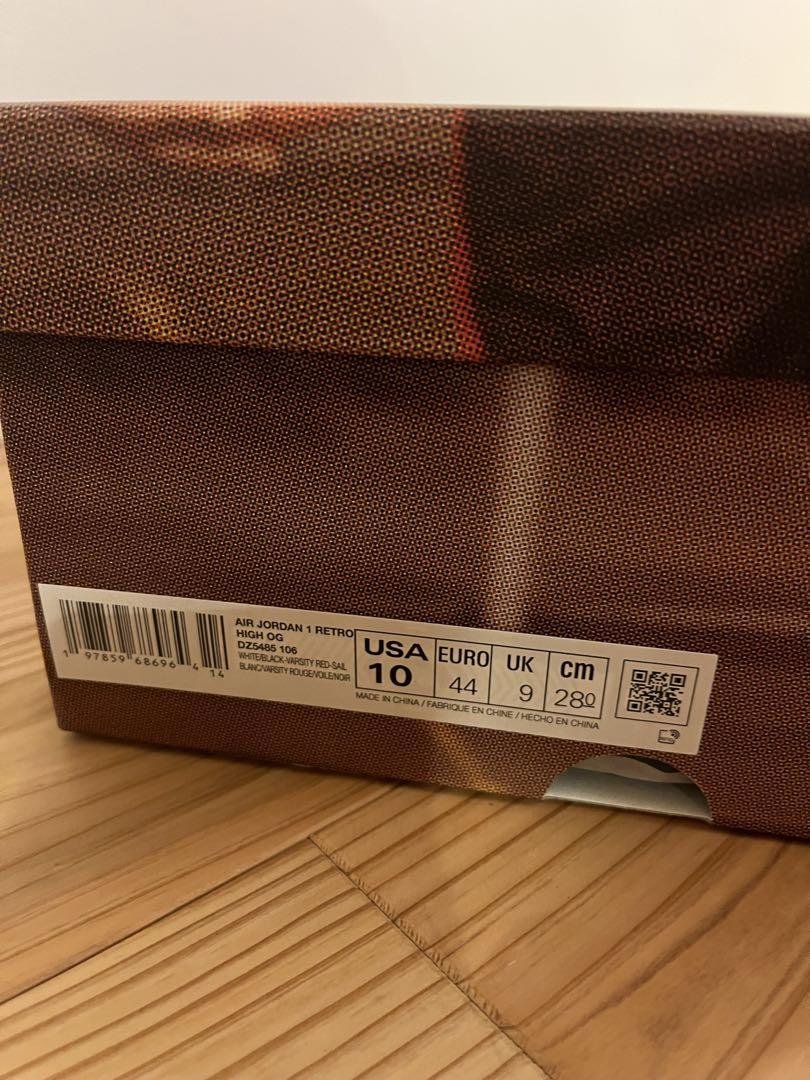 AIR JORDAN 1 RETRO
HIGH OG
DZ5485 106
WHITE/BLACK-VARSITY RED-SAIL
BLANC/VARSITY ROUGE/VOILE/NOIR
1 97859 68696 4 14
USA
10
EURO
44
UK
9
cm
28.0
MADE IN CHINA / FABRIQUE EN CHINE / HECHO EN CHINA